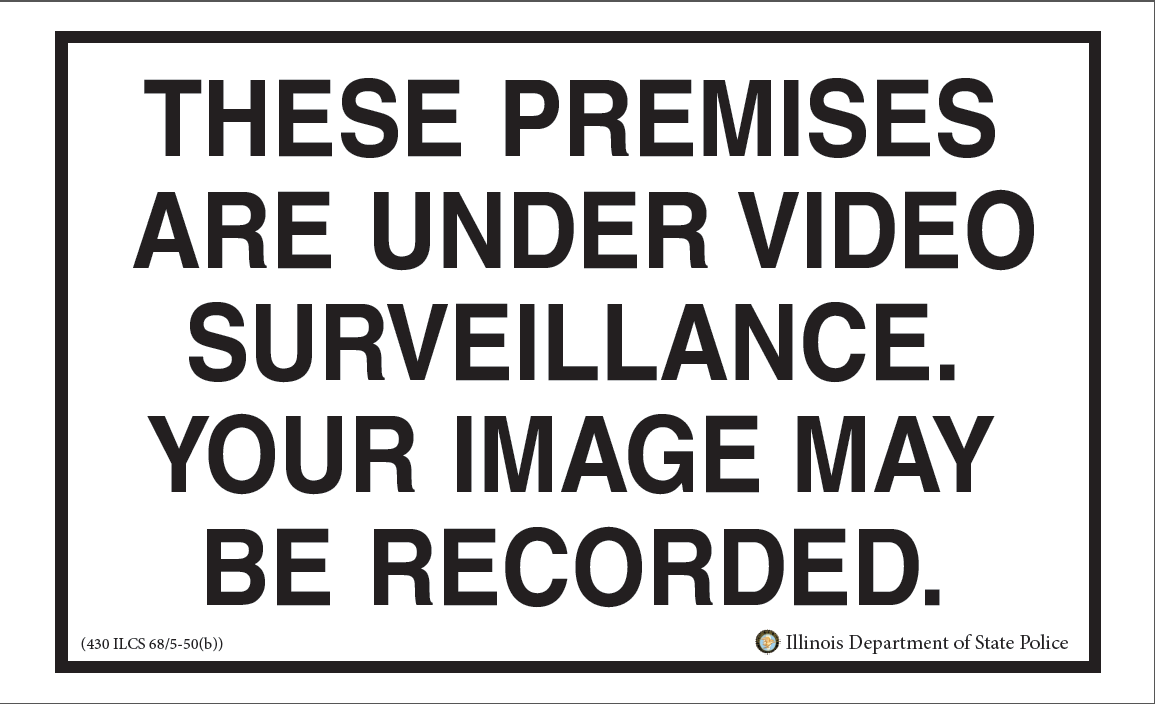 THESE PREMISES
ARE UNDER VIDEO
SURVEILLANCE.
YOUR IMAGE MAY
BE RECORDED.
(430 ILCS 68/5-50(b))
Illinois Department of State Police